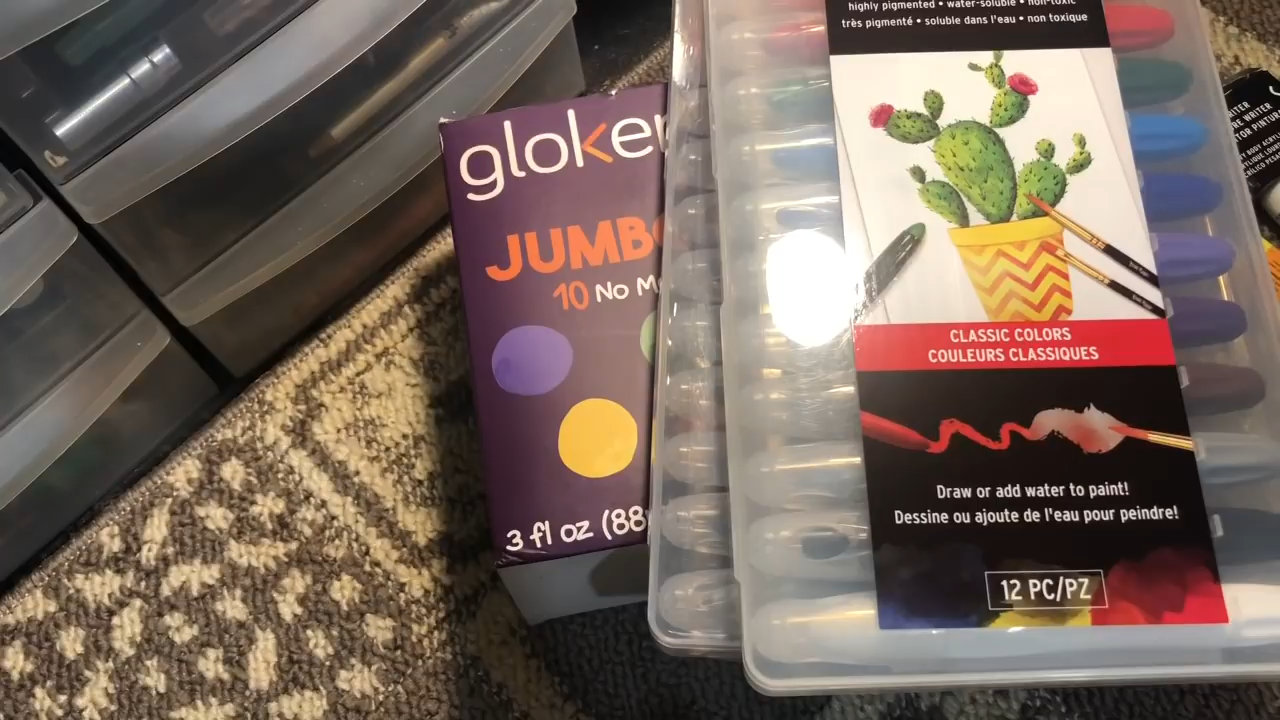 gloke
JUMB
10 No M
3 fl oz (88
highly pigmented • water-soluble • non-toxic
très pigmenté • soluble dans l'eau • non toxique
CLASSIC COLORS
COULEURS CLASSIQUES
Draw or add water to paint!
Dessine ou ajoute de l'eau pour peindre!
12 PC/PZ